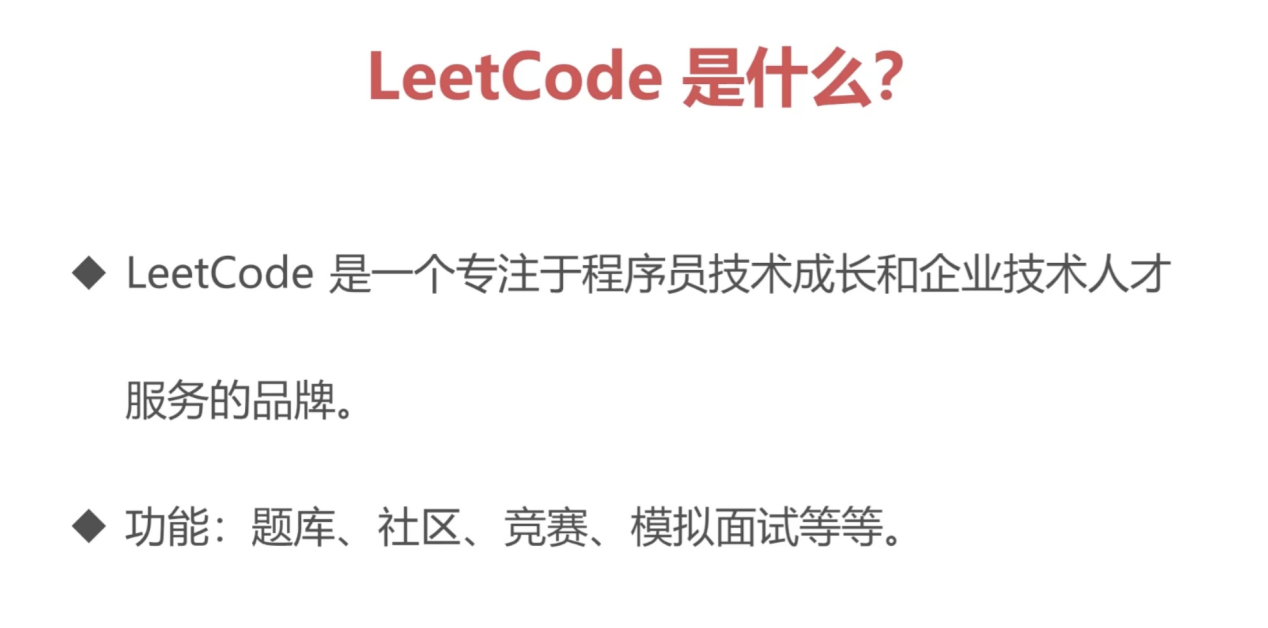 LeetCode 是什么？
◆ LeetCode 是一个专注于程序员技术成长和企业技术人才
服务的品牌。
◆ 功能：题库、社区、竞赛、模拟面试等等。